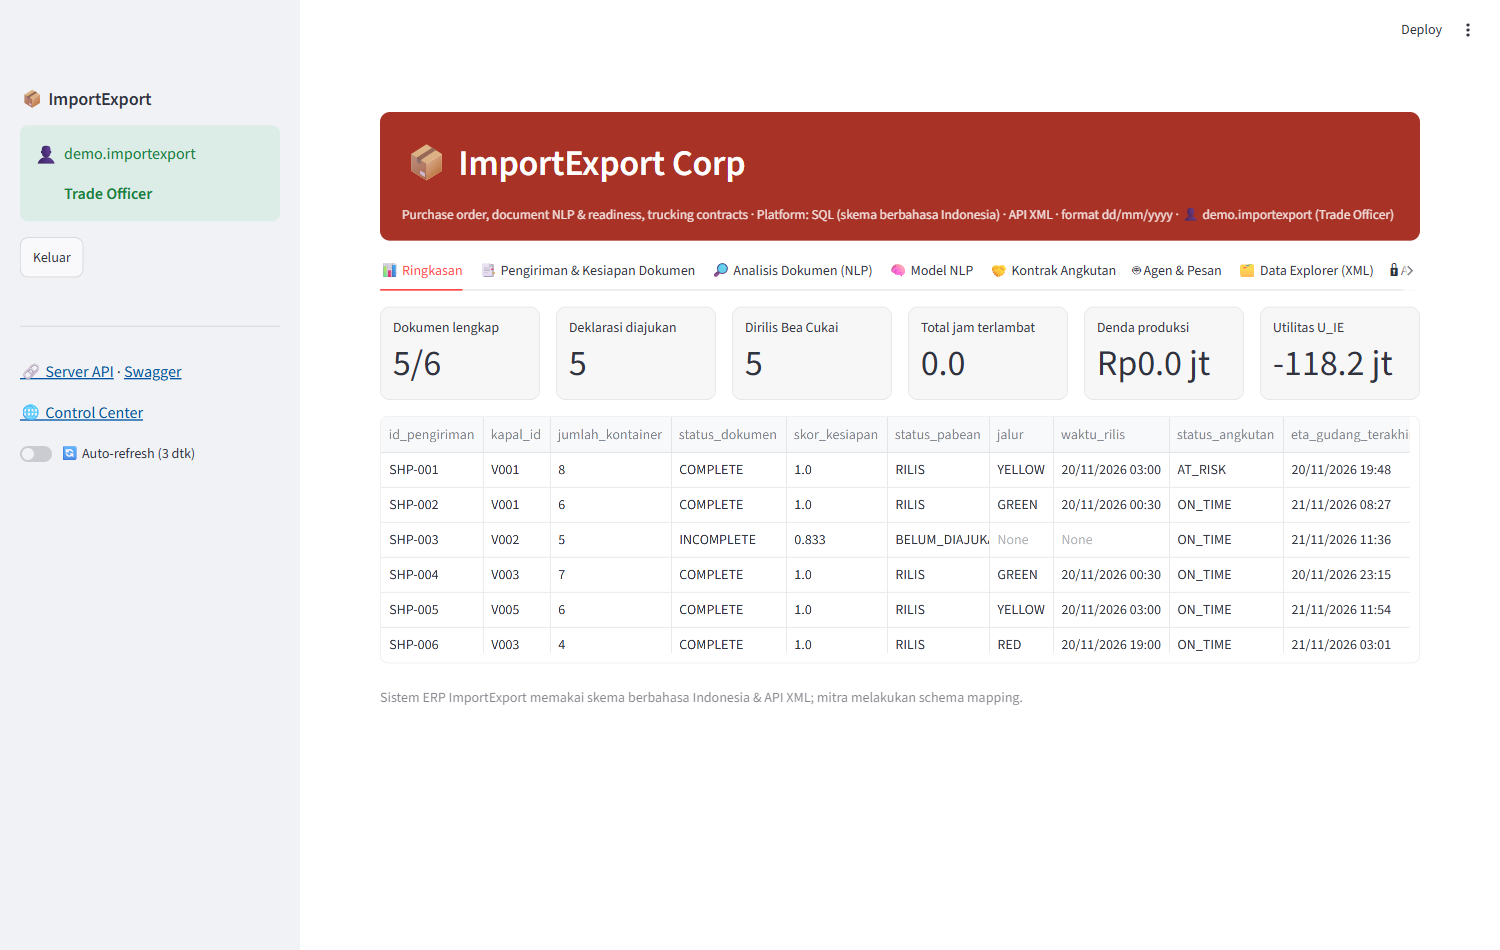 Deploy
ImportExport
demo.importexport
Trade Officer
Keluar
Server API · Swagger
Control Center
Auto-refresh (3 dtk)
ImportExport Corp
Purchase order, document NLP & readiness, trucking contracts · Platform: SQL (skema berbahasa Indonesia) · API XML · format dd/mm/yyyy · demo.importexport (Trade Officer)
Ringkasan Pengiriman & Kesiapan Dokumen Analisis Dokumen (NLP) Model NLP Kontrak Angkutan Agen & Pesan Data Explorer (XML)
Dokumen lengkap Deklarasi diajukan Dirilis Bea Cukai Total jam terlambat Denda produksi Utilitas U_IE
5/6 5 5 0.0 Rp0.0 jt -118.2 jt
id_pengiriman kapal_id jumlah_kontainer status_dokumen skor_kesiapan status_pabean jalur waktu_rilis status_angkutan eta_gudang_terakhi
SHP-001 V001 8 COMPLETE 1.0 RILIS YELLOW 20/11/2026 03:00 AT_RISK 20/11/2026 19:48
SHP-002 V001 6 COMPLETE 1.0 RILIS GREEN 20/11/2026 00:30 ON_TIME 21/11/2026 08:27
SHP-003 V002 5 INCOMPLETE 0.833 BELUM_DIAJUK None None ON_TIME 21/11/2026 11:36
SHP-004 V003 7 COMPLETE 1.0 RILIS GREEN 20/11/2026 00:30 ON_TIME 20/11/2026 23:15
SHP-005 V005 6 COMPLETE 1.0 RILIS YELLOW 20/11/2026 03:00 ON_TIME 21/11/2026 11:54
SHP-006 V003 4 COMPLETE 1.0 RILIS RED 20/11/2026 19:00 ON_TIME 21/11/2026 03:01
Sistem ERP ImportExport memakai skema berbahasa Indonesia & API XML; mitra melakukan schema mapping.